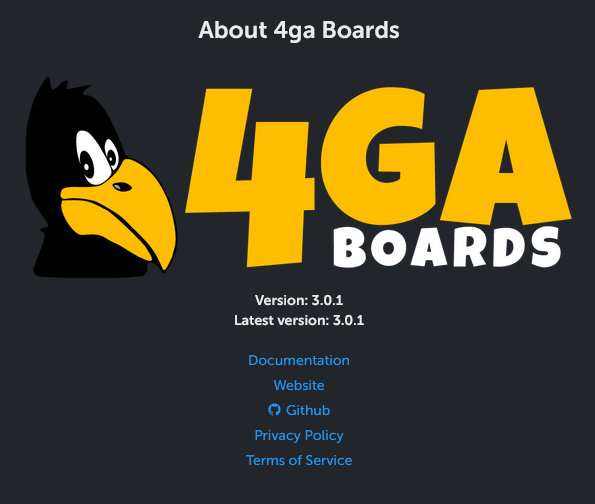 About 4ga Boards
4GA
BOARDS
Version: 3.0.1
Latest version: 3.0.1
Documentation
Website
Github
Privacy Policy
Terms of Service